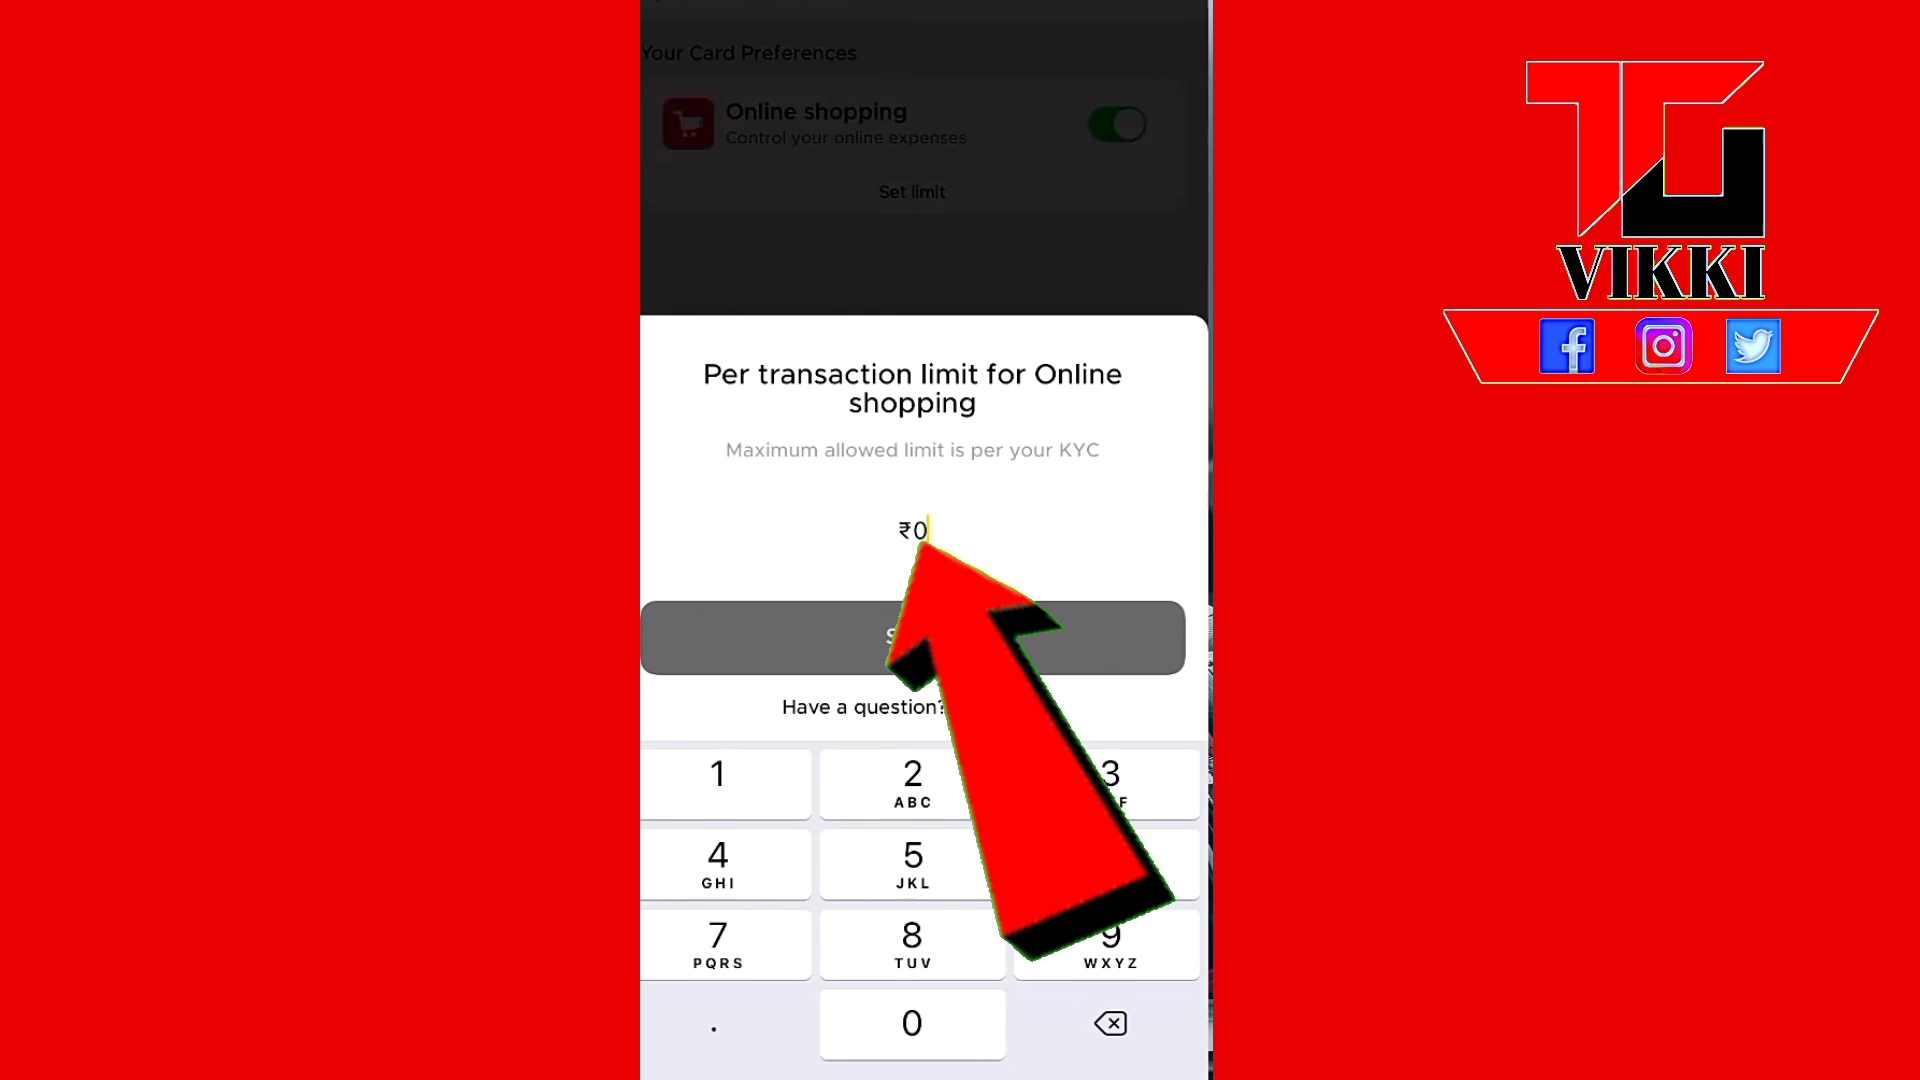 Your Card Preferences
Online shopping
Control your online expenses
Set limit
Per transaction limit for Online
shopping
Maximum allowed limit is per your KYC
₹0
Have a question?
1
2
ABC
3
F
4
GHI
5
JKL
7
PQRS
8
TUV
9
WXYZ
.
0
TG
VIKKI